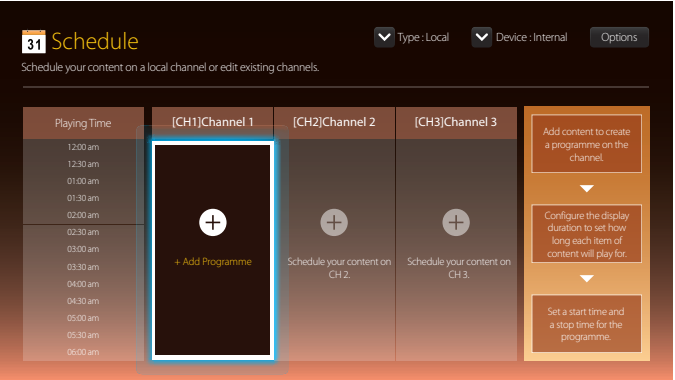 31 Schedule
Type : Local
Device : Internal
Options
Schedule your content on a local channel or edit existing channels.
Playing Time
[CH1]Channel 1
[CH2]Channel 2
[CH3]Channel 3
12:00 am
12:30 am
01:00 am
01:30 am
02:00 am
02:30 am
03:00 am
03:30 am
04:00 am
04:30 am
05:00 am
05:30 am
06:00 am
+ Add Programme
Schedule your content on
CH 2.
Schedule your content on
CH 3.
Add content to create
a programme on the
channel.
Configure the display
duration to set how
long each item of
content will play for.
Set a start time and
a stop time for the
programme.